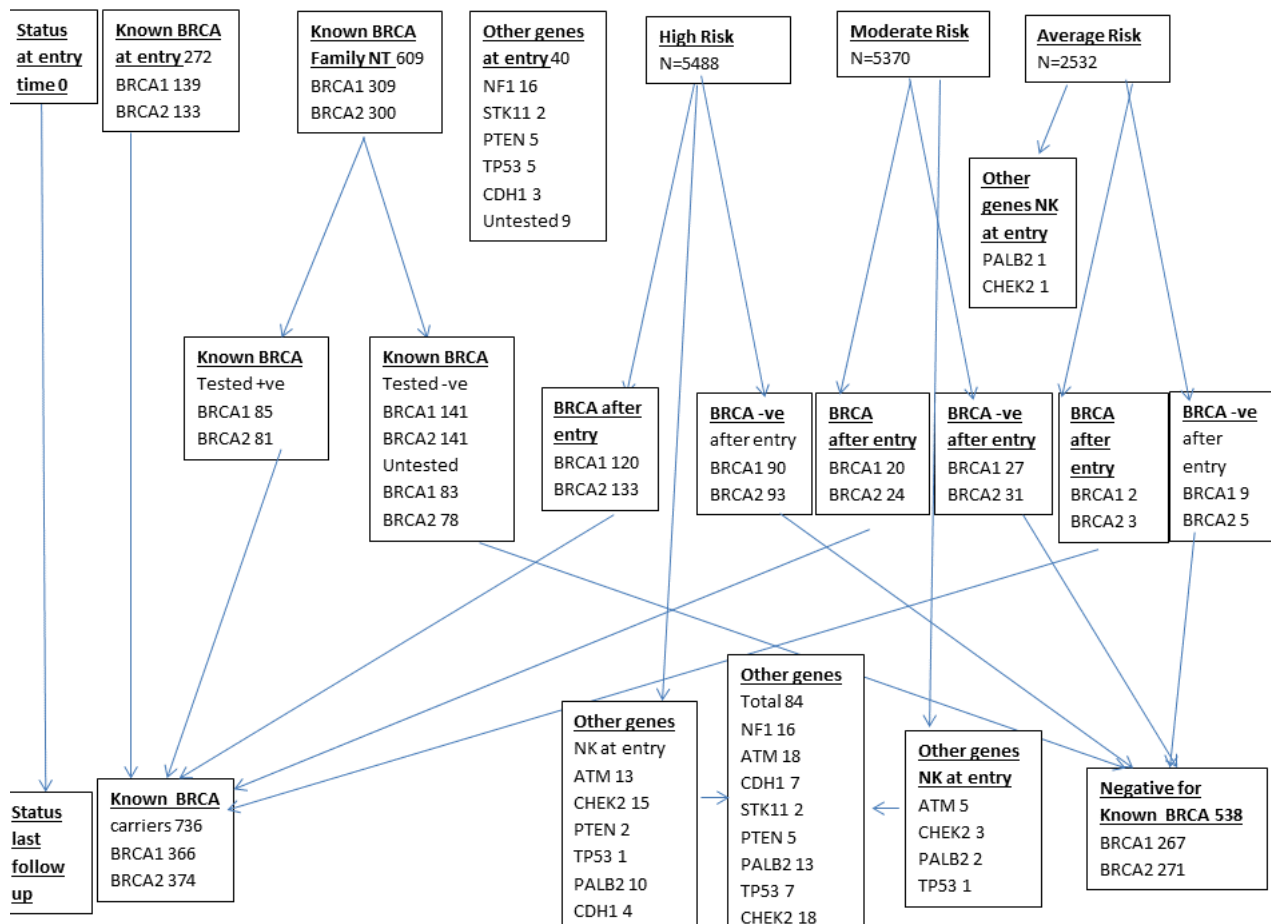 Status
at entry
time 0
Known BRCA
at entry 272
BRCA1 139
BRCA2 133
Known BRCA
Family NT 609
BRCA1 309
BRCA2 300
Other genes
at entry 40
NF1 16
STK11 2
PTEN 5
TP53 5
CDH1 3
Untested 9
High Risk
N=5488
Moderate Risk
N=5370
Average Risk
N=2532
Other
genes NK
at entry
PALB2 1
CHEK2 1
Known BRCA
Tested +ve
BRCA1 85
BRCA2 81
Known BRCA
Tested -ve
BRCA1 141
BRCA2 141
Untested
BRCA1 83
BRCA2 78
BRCA after
entry
BRCA1 120
BRCA2 133
BRCA -ve
after entry
BRCA1 90
BRCA2 93
BRCA
after entry
BRCA1 20
BRCA2 24
BRCA -ve
after entry
BRCA1 27
BRCA2 31
BRCA
after
entry
BRCA1 2
BRCA2 3
BRCA -ve
after
entry
BRCA1 9
BRCA2 5
Status
last
follow
up
Known BRCA
carriers 736
BRCA1 366
BRCA2 374
Other genes
NK at entry
ATM 13
CHEK2 15
PTEN 2
TP53 1
PALB2 10
CDH1 4
Other genes
Total 84
NF1 16
ATM 18
CDH1 7
STK11 2
PTEN 5
PALB2 13
TP53 7
CHEK2 18
Other genes
NK at entry
ATM 5
CHEK2 3
PALB2 2
TP53 1
Negative for
Known BRCA 538
BRCA1 267
BRCA2 271